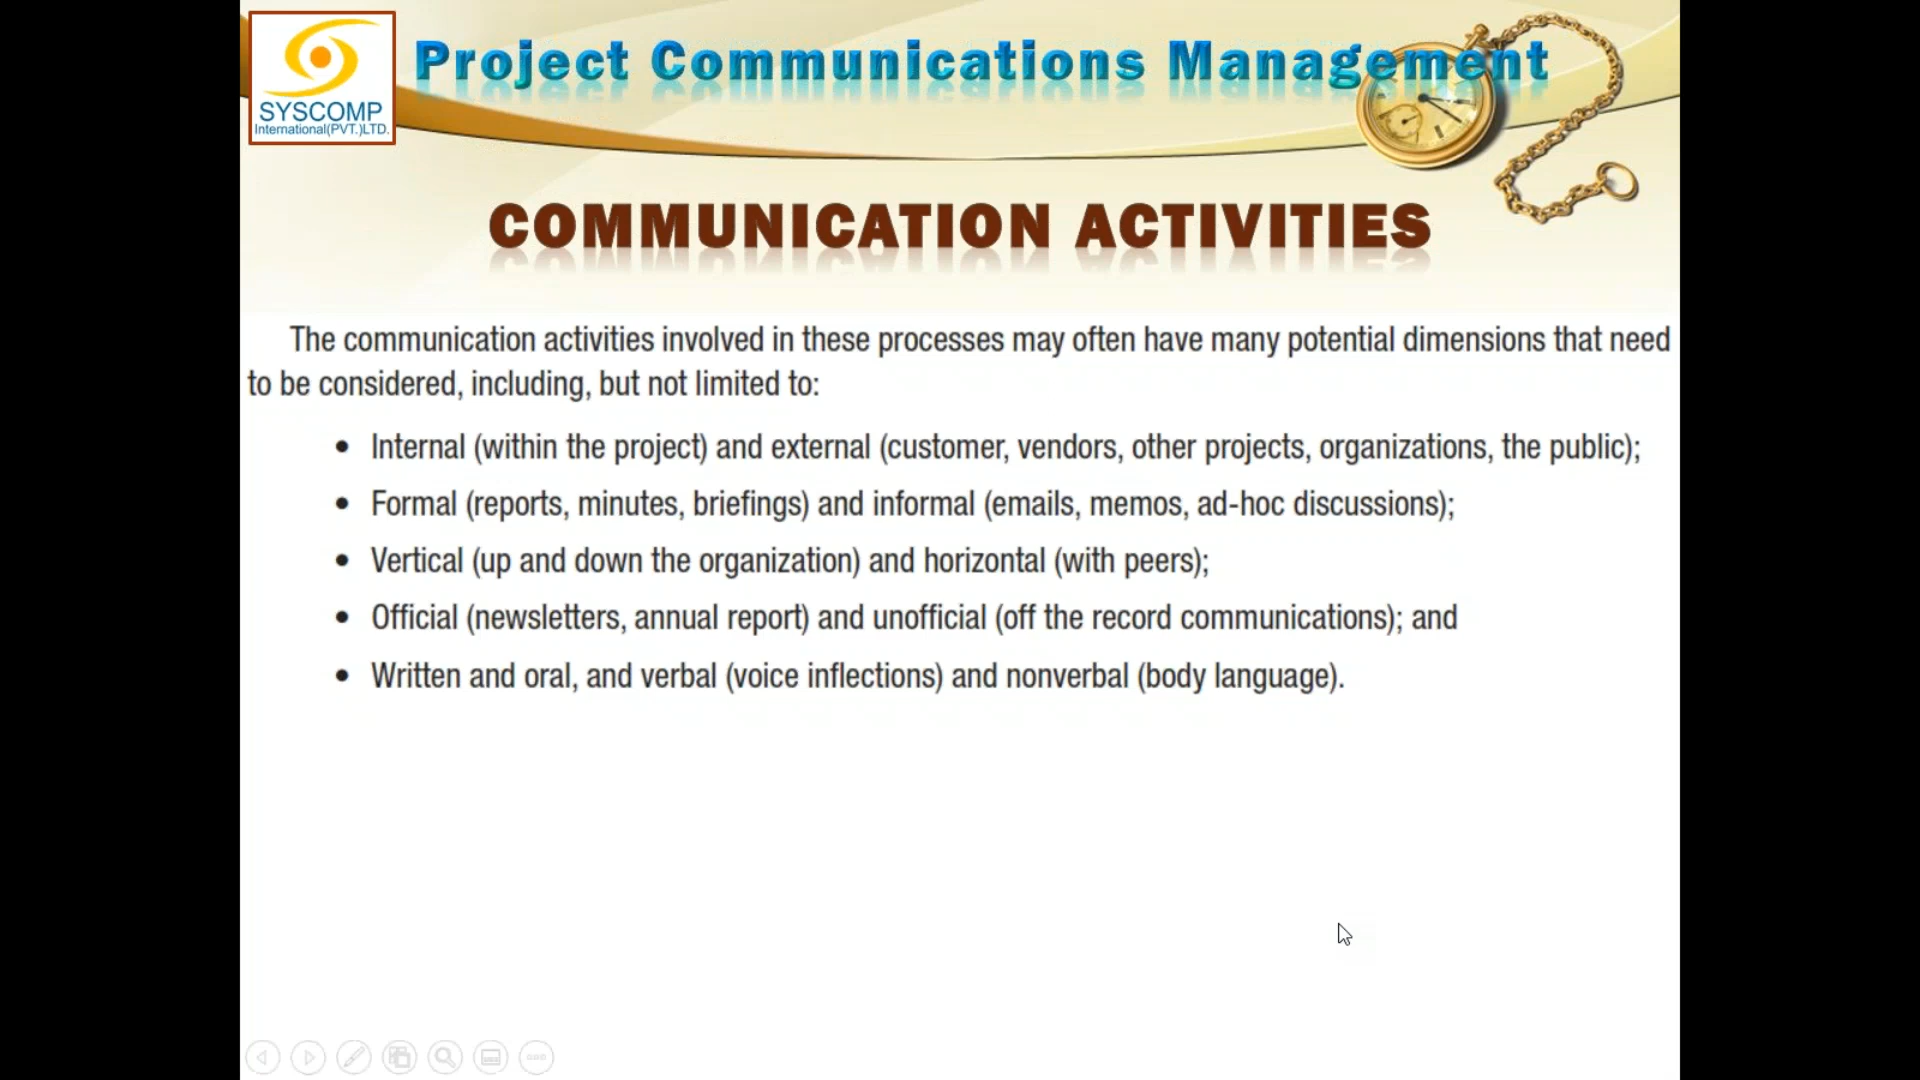 SYSCOMP
International(PVT.)LTD.
Project Communications Management
COMMUNICATION ACTIVITIES
The communication activities involved in these processes may often have many potential dimensions that need
to be considered, including, but not limited to:
• Internal (within the project) and external (customer, vendors, other projects, organizations, the public);
• Formal (reports, minutes, briefings) and informal (emails, memos, ad-hoc discussions);
• Vertical (up and down the organization) and horizontal (with peers);
• Official (newsletters, annual report) and unofficial (off the record communications); and
• Written and oral, and verbal (voice inflections) and nonverbal (body language).